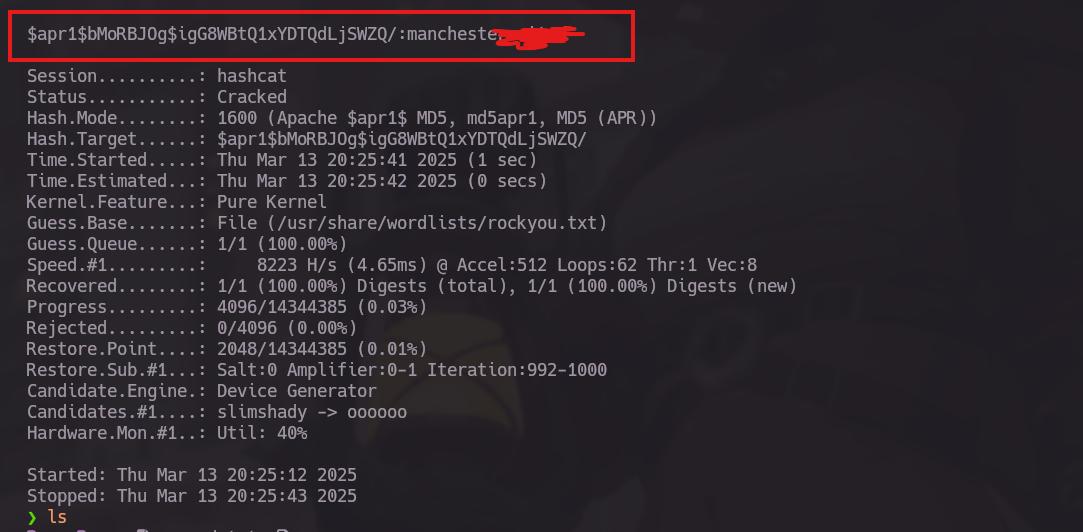 $apr1$bMoRBJOg$igG8WBtQ1xYDTQdLjSWZQ/:mancheste
Session..........: hashcat
Status...........: Cracked
Hash.Mode........: 1600 (Apache $apr1$ MD5, md5apr1, MD5 (APR))
Hash.Target......: $apr1$bMoRBJOg$igG8WBtQ1xYDTQdLjSWZQ/
Time.Started.....: Thu Mar 13 20:25:41 2025 (1 sec)
Time.Estimated...: Thu Mar 13 20:25:42 2025 (0 secs)
Kernel.Feature...: Pure Kernel
Guess.Base.......: File (/usr/share/wordlists/rockyou.txt)
Guess.Queue......: 1/1 (100.00%)
Speed.#1.........:     8223 H/s (4.65ms) @ Accel:512 Loops:62 Thr:1 Vec:8
Recovered........: 1/1 (100.00%) Digests (total), 1/1 (100.00%) Digests (new)
Progress.........: 4096/14344385 (0.03%)
Rejected.........: 0/4096 (0.00%)
Restore.Point....: 2048/14344385 (0.01%)
Restore.Sub.#1...: Salt:0 Amplifier:0-1 Iteration:992-1000
Candidate.Engine.: Device Generator
Candidates.#1....: slimshady -> oooooo
Hardware.Mon.#1..: Util: 40%
Started: Thu Mar 13 20:25:12 2025
Stopped: Thu Mar 13 20:25:43 2025
❯ ls